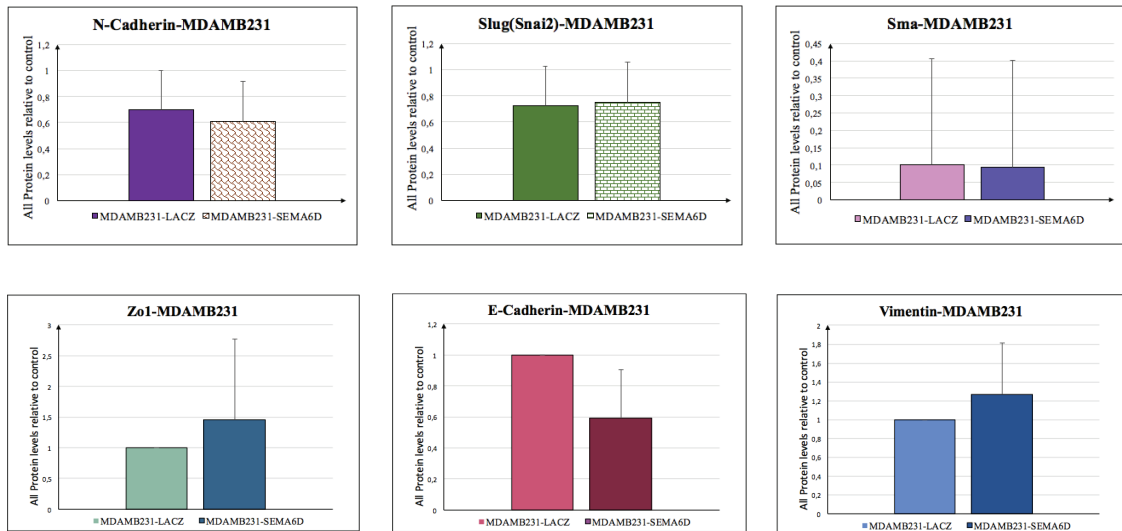 N-Cadherin-MDAMB231
All Protein levels relative to control
1,2
1
0,8
0,6
0,4
0,2
0
MDAMB231-LACZ MDAMB231-SEMA6D
Slug(Snai2)-MDAMB231
All Protein levels relative to control
1,2
1
0,8
0,6
0,4
0,2
0
MDAMB231-LACZ MDAMB231-SEMA6D
Sma-MDAMB231
All Protein levels relative to control
0,45
0,4
0,35
0,3
0,25
0,2
0,15
0,1
0,05
0
MDAMB231-LACZ MDAMB231-SEMA6D
Zo1-MDAMB231
All Protein levels relative to control
3
2,5
2
1,5
1
0,5
0
MDAMB231-LACZ MDAMB231-SEMA6D
E-Cadherin-MDAMB231
All Protein levels relative to control
1,2
1
0,8
0,6
0,4
0,2
0
MDAMB231-LACZ MDAMB231-SEMA6D
Vimentin-MDAMB231
All Protein levels relative to control
2
1,8
1,6
1,4
1,2
1
0,8
0,6
0,4
0,2
0
MDAMB231-LACZ MDAMB231-SEMA6D